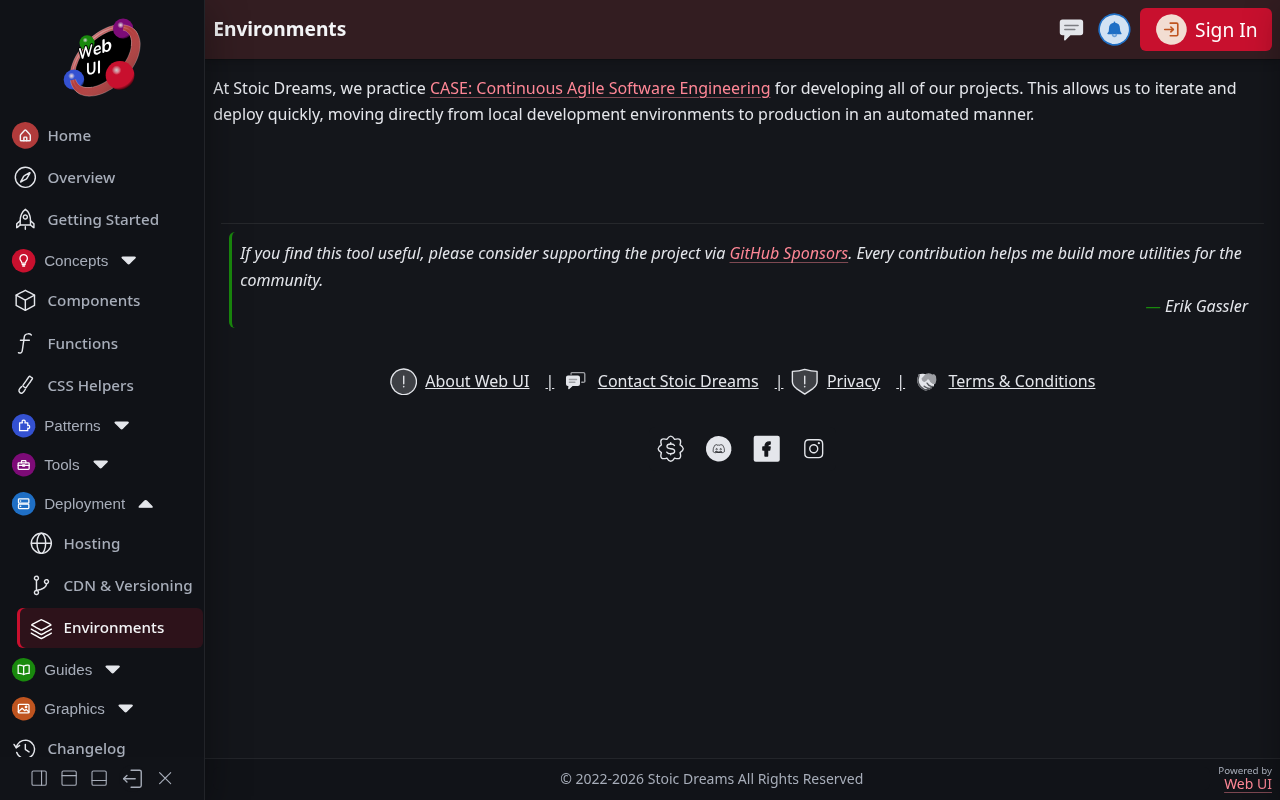 Web
UI
Home
Overview
Getting Started
Concepts
Components
Functions
CSS Helpers
Patterns
Tools
Deployment
Hosting
CDN & Versioning
Environments
Guides
Graphics
Changelog
Environments
Sign In
At Stoic Dreams, we practice CASE: Continuous Agile Software Engineering for developing all of our projects. This allows us to iterate and
deploy quickly, moving directly from local development environments to production in an automated manner.
If you find this tool useful, please consider supporting the project via GitHub Sponsors. Every contribution helps me build more utilities for the
community.
— Erik Gassler
About Web UI | Contact Stoic Dreams | Privacy | Terms & Conditions
© 2022-2026 Stoic Dreams All Rights Reserved
Powered by
Web UI